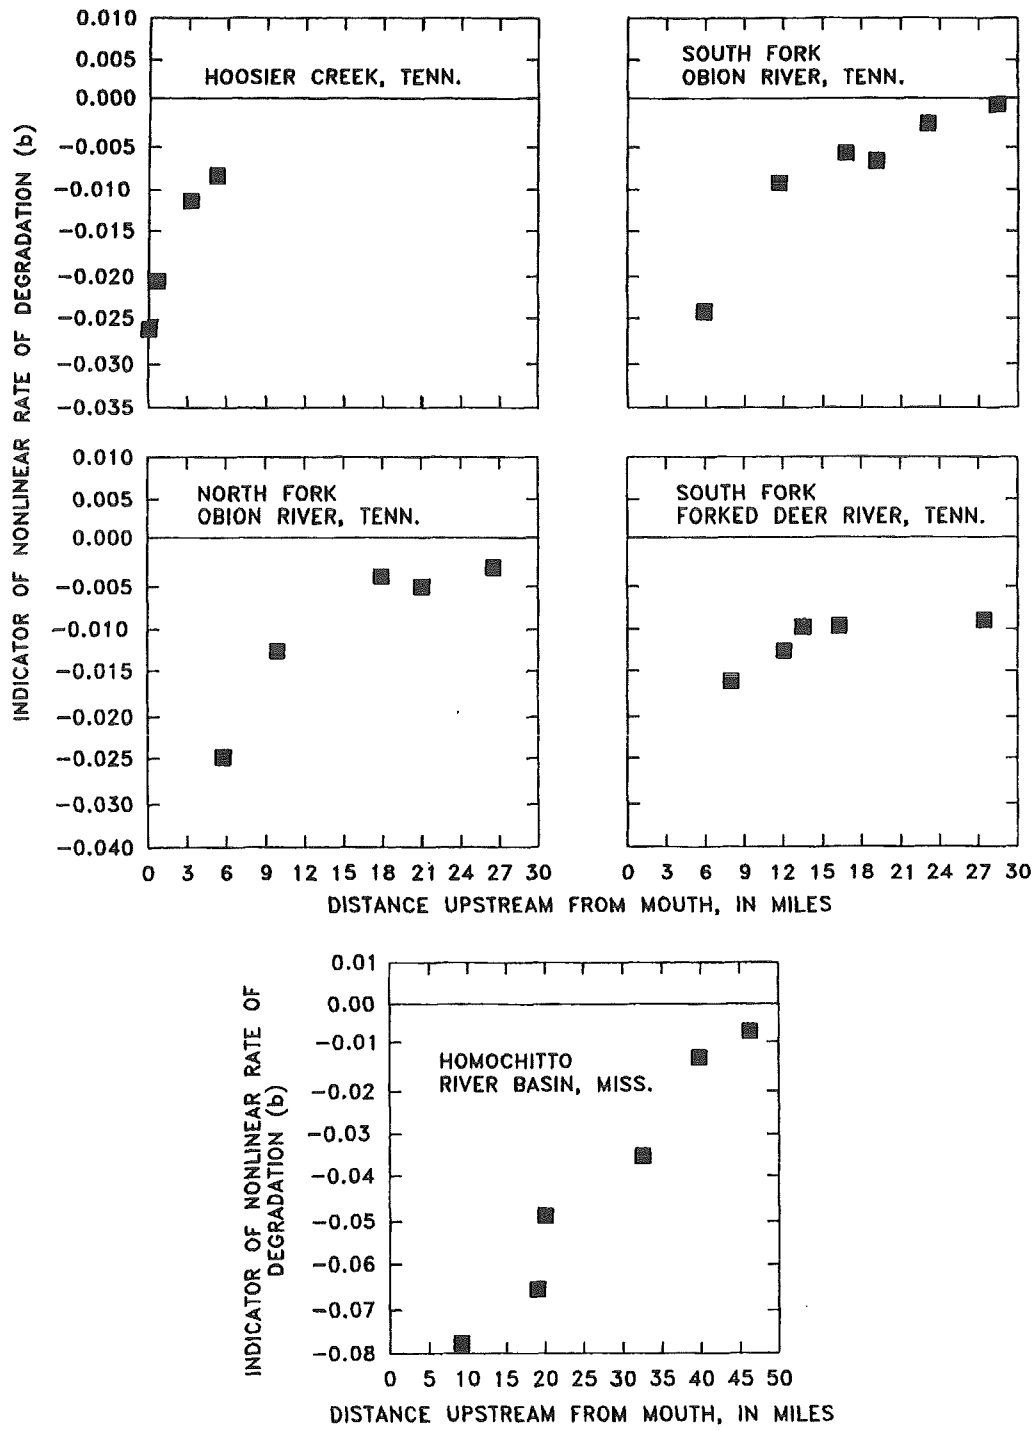 0.010
0.005
0.000
−0.005
−0.010
−0.015
−0.020
−0.025
−0.030
−0.035
HOOSIER CREEK, TENN.
SOUTH FORK
OBION RIVER, TENN.
INDICATOR OF NONLINEAR RATE OF DEGRADATION (b)
0.010
0.005
0.000
−0.005
−0.010
−0.015
−0.020
−0.025
−0.030
−0.040
NORTH FORK
OBION RIVER, TENN.
SOUTH FORK
FORKED DEER RIVER, TENN.
0 3 6 9 12 15 18 21 24 27 30
0 3 6 9 12 15 18 21 24 27 30
DISTANCE UPSTREAM FROM MOUTH, IN MILES
INDICATOR OF NONLINEAR RATE OF
DEGRADATION (b)
0.01
0.00
−0.01
−0.02
−0.03
−0.04
−0.05
−0.06
−0.07
−0.08
HOMOCHITTO
RIVER BASIN, MISS.
0 5 10 15 20 25 30 35 40 45 50
DISTANCE UPSTREAM FROM MOUTH, IN MILES